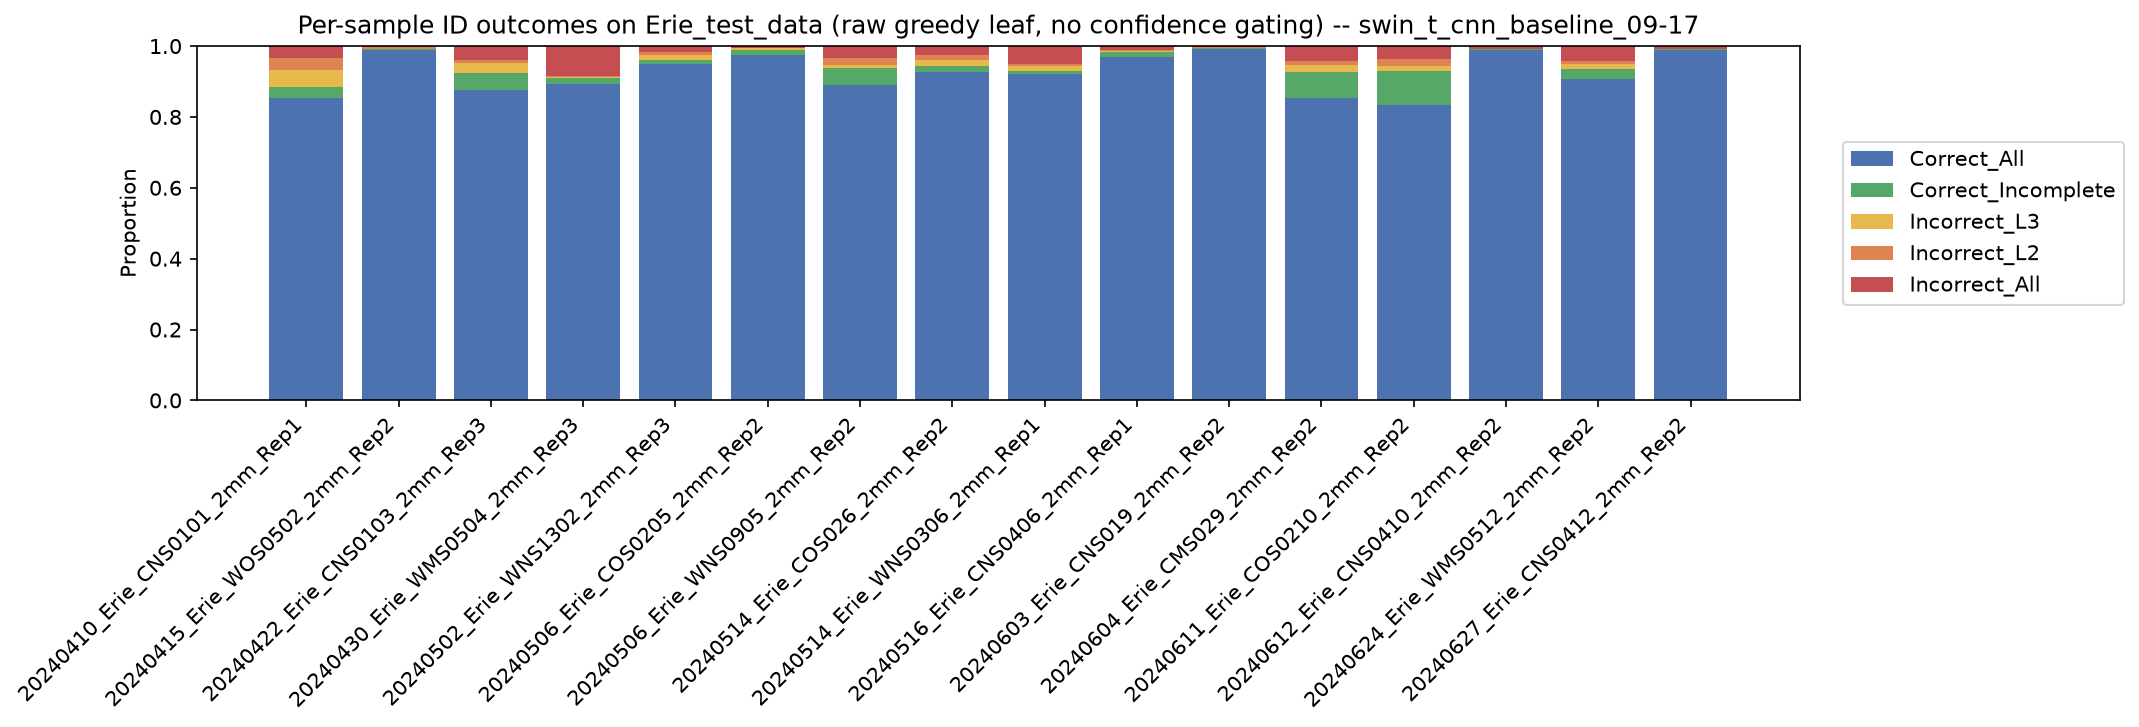 Per-sample ID outcomes on Erie_test_data (raw greedy leaf, no confidence gating) -- swin_t_cnn_baseline_09-17
Proportion
1.0
0.8
0.6
0.4
0.2
0.0
20240410_Erie_CNS0101_2mm_Rep1
20240415_Erie_WOS0502_2mm_Rep2
20240422_Erie_CNS0103_2mm_Rep3
20240430_Erie_WMS0504_2mm_Rep3
20240502_Erie_WNS1302_2mm_Rep3
20240506_Erie_COS0205_2mm_Rep2
20240506_Erie_WNS0905_2mm_Rep2
20240514_Erie_COS026_2mm_Rep2
20240514_Erie_WNS0306_2mm_Rep1
20240516_Erie_CNS0406_2mm_Rep1
20240603_Erie_CNS019_2mm_Rep2
20240604_Erie_CMS029_2mm_Rep2
20240611_Erie_COS0210_2mm_Rep2
20240612_Erie_CNS0410_2mm_Rep2
20240624_Erie_WMS0512_2mm_Rep2
20240627_Erie_CNS0412_2mm_Rep2
Correct_All
Correct_Incomplete
Incorrect_L3
Incorrect_L2
Incorrect_All